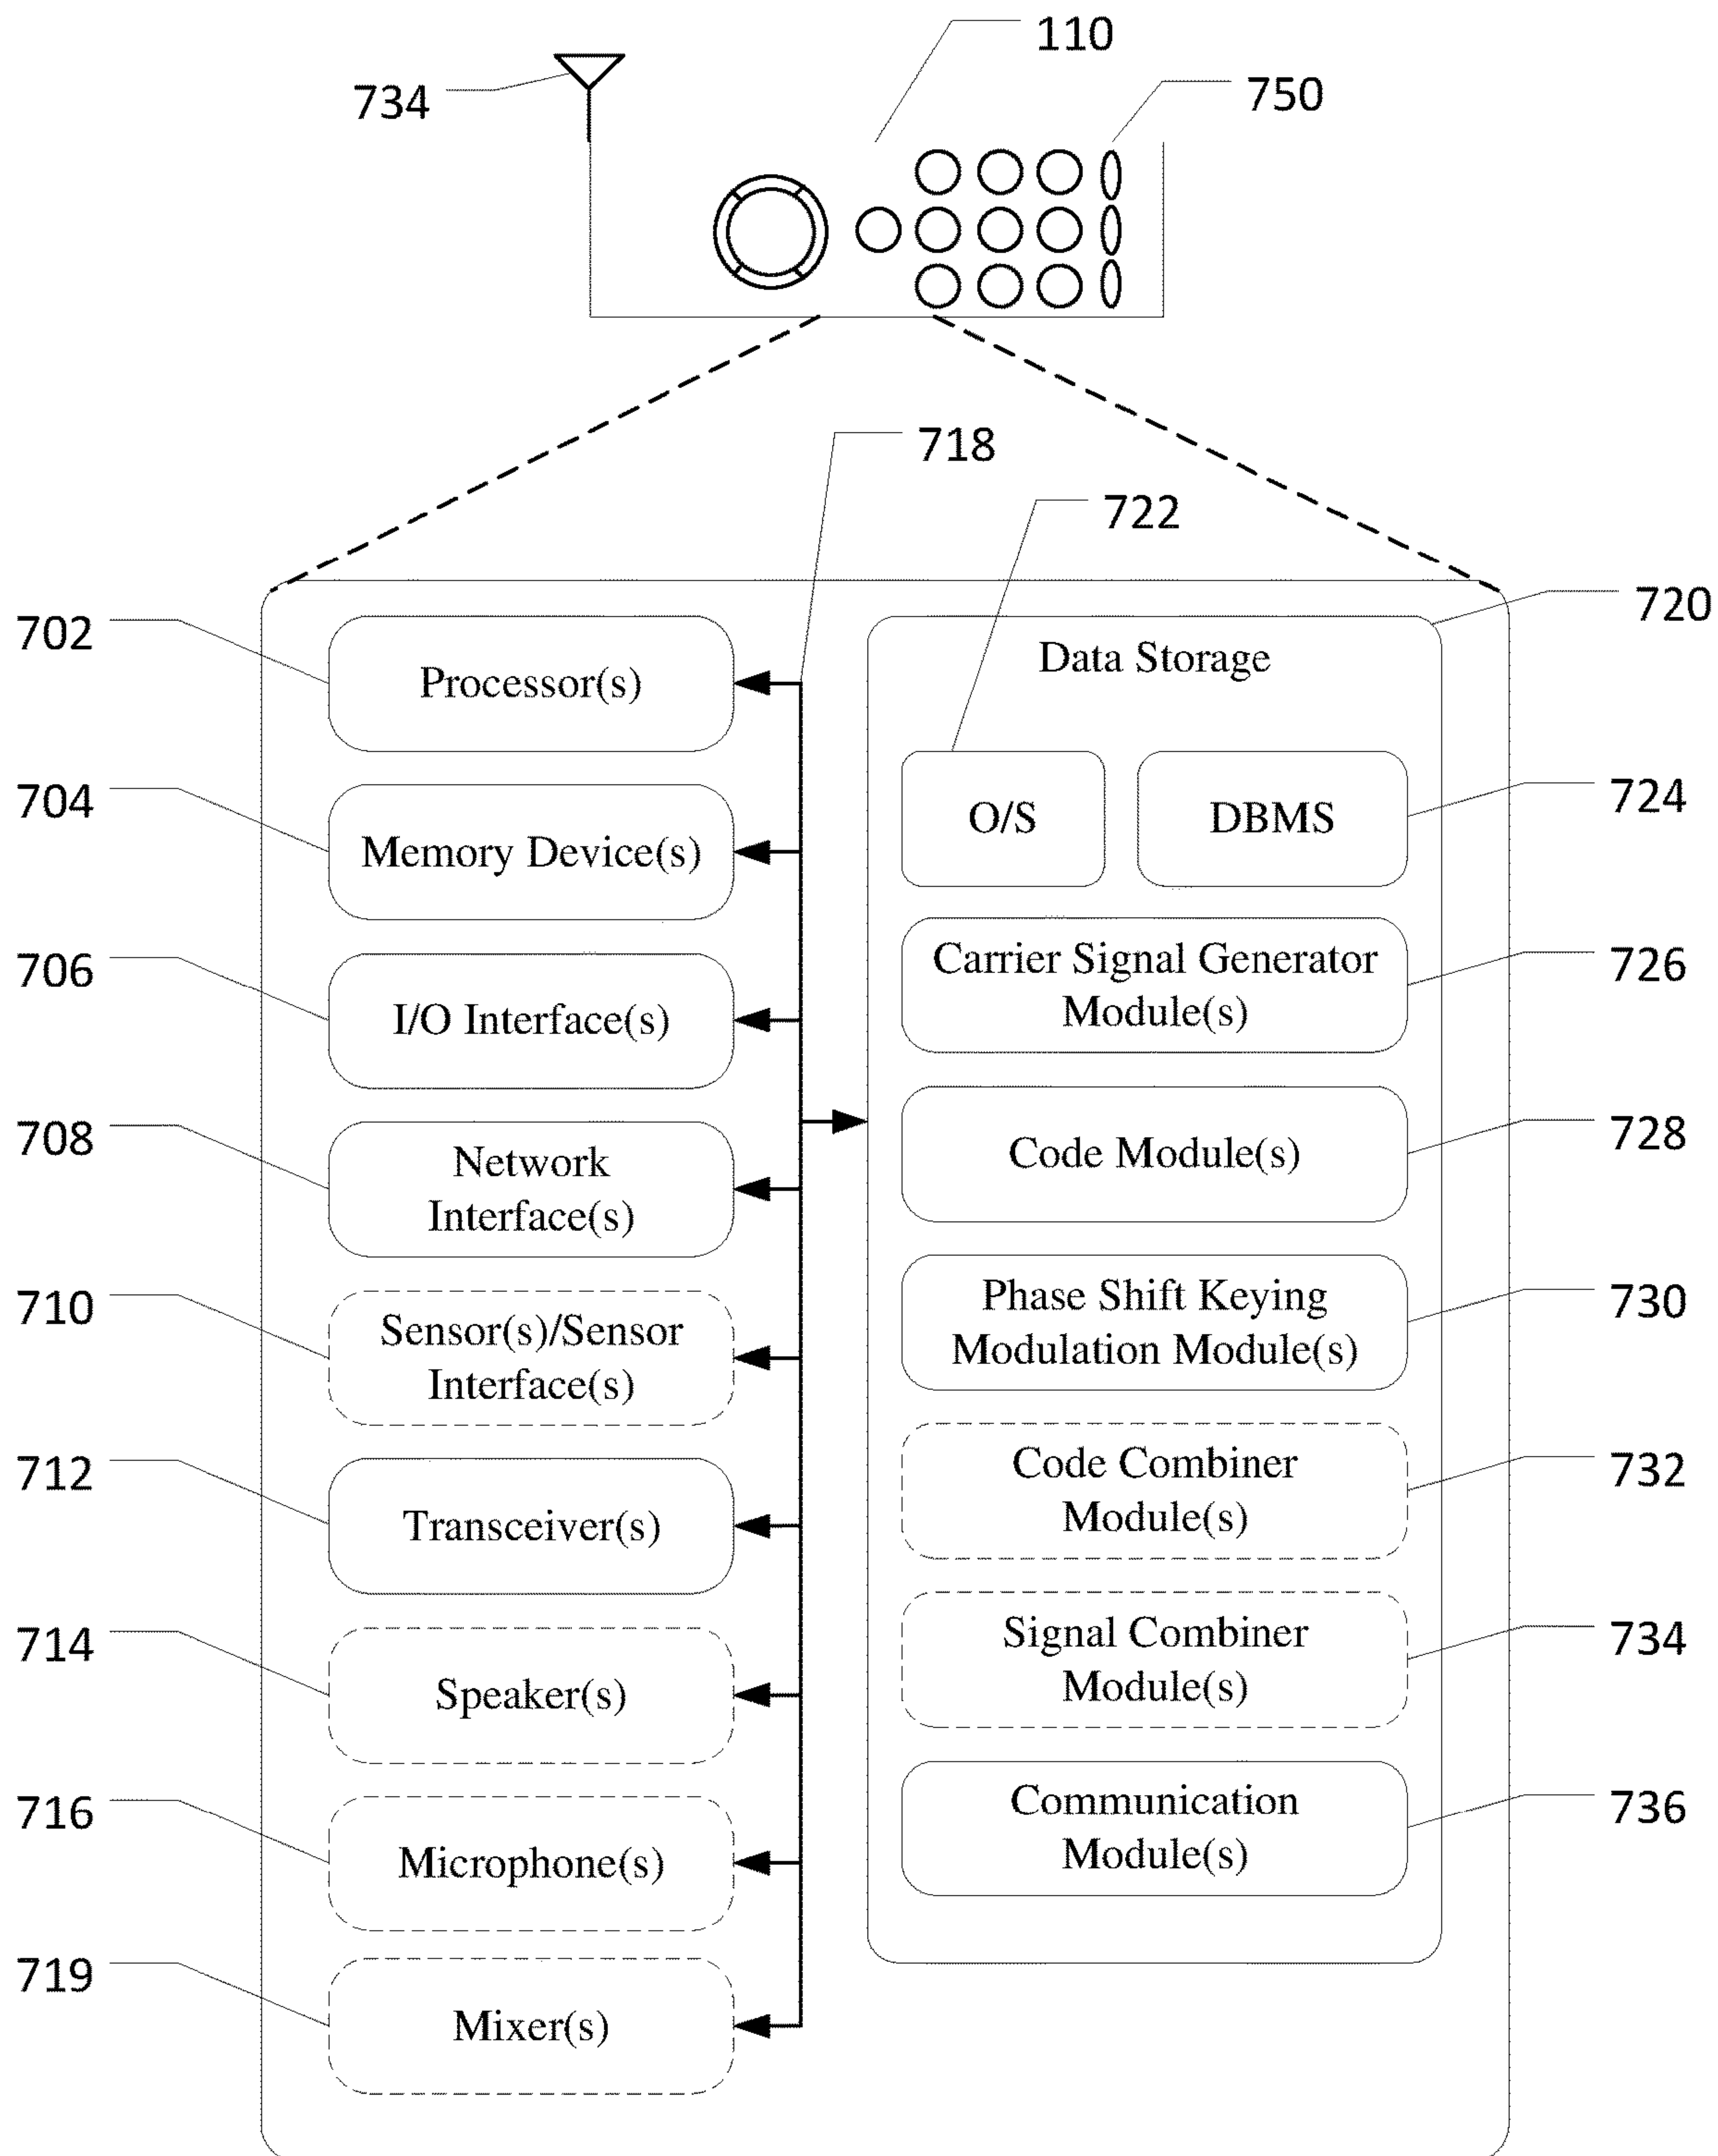 110
734
750
718
722
720
702
Processor(s)
Data Storage
704
Memory Device(s)
O/S
DBMS
724
706
I/O Interface(s)
Carrier Signal Generator
Module(s)
726
708
Network
Interface(s)
Code Module(s)
728
710
Sensor(s)/Sensor
Interface(s)
Phase Shift Keying
Modulation Module(s)
730
712
Transceiver(s)
Code Combiner
Module(s)
732
714
Speaker(s)
Signal Combiner
Module(s)
734
716
Microphone(s)
Communication
Module(s)
736
719
Mixer(s)